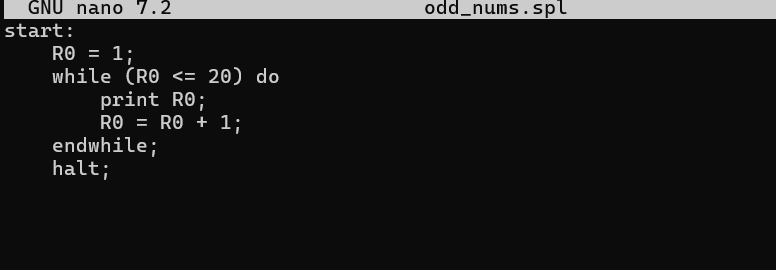 GNU nano 7.2 odd_nums.spl
start:
    R0 = 1;
    while (R0 <= 20) do
        print R0;
        R0 = R0 + 1;
    endwhile;
    halt;